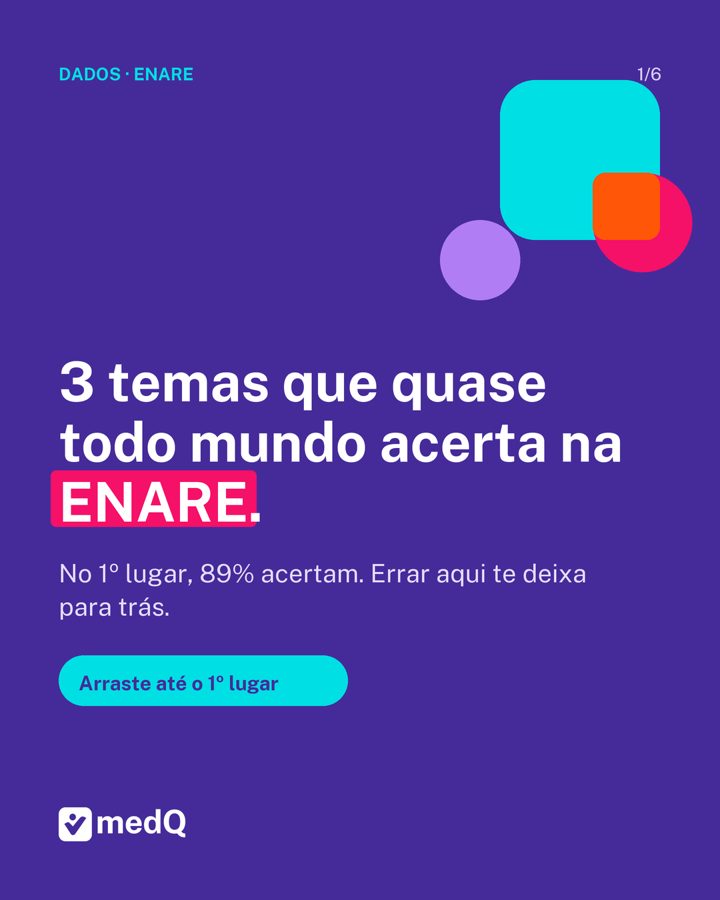 DADOS · ENARE
1/6
3 temas que quase
todo mundo acerta na
ENARE.
No 1º lugar, 89% acertam. Errar aqui te deixa
para trás.
Arraste até o 1º lugar
medQ